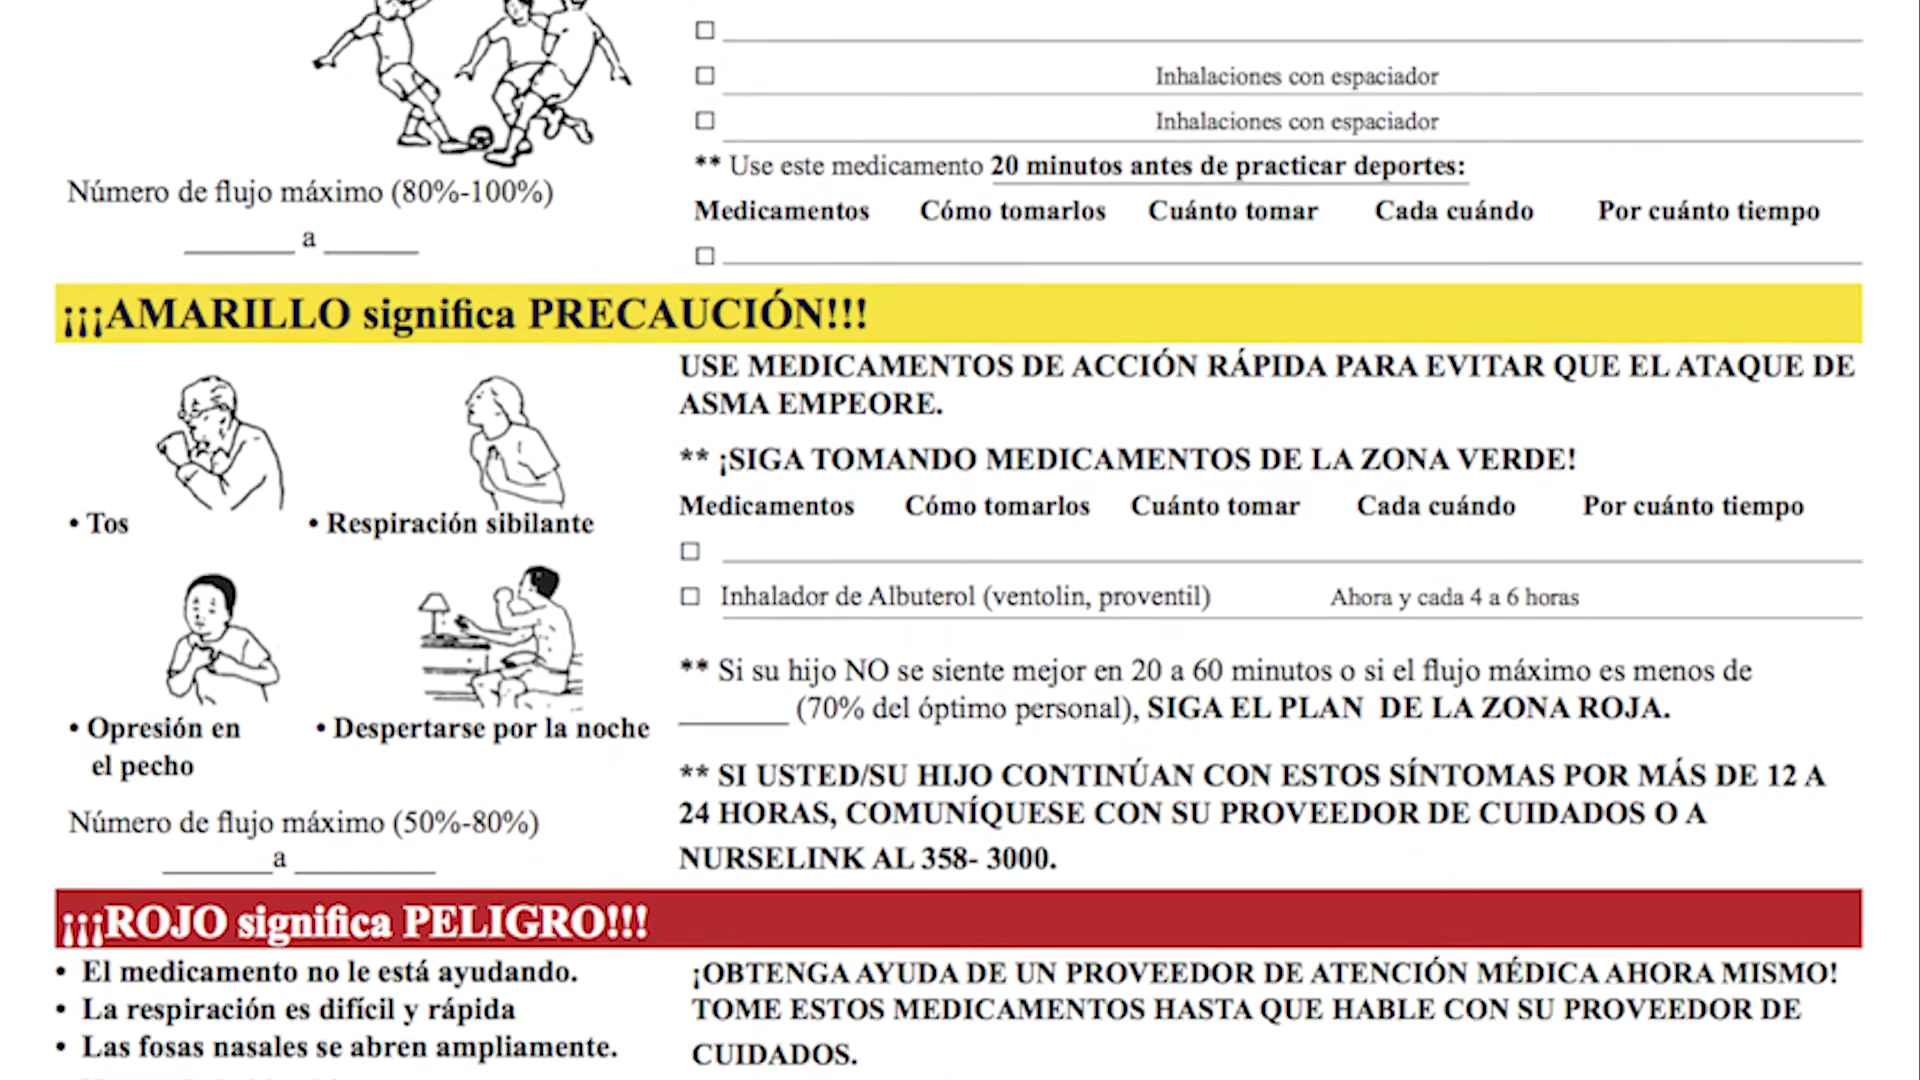 Inhalaciones con espaciador
Inhalaciones con espaciador
** Use este medicamento 20 minutos antes de practicar deportes:
Número de flujo máximo (80%-100%)
______ a ______
Medicamentos Cómo tomarlos Cuánto tomar Cada cuándo Por cuánto tiempo
¡¡¡AMARILLO significa PRECAUCIÓN!!!
• Tos
• Respiración sibilante
• Opresión en
el pecho
• Despertarse por la noche
Número de flujo máximo (50%-80%)
______a ______
USE MEDICAMENTOS DE ACCIÓN RÁPIDA PARA EVITAR QUE EL ATAQUE DE
ASMA EMPEORE.
** ¡SIGA TOMANDO MEDICAMENTOS DE LA ZONA VERDE!
Medicamentos Cómo tomarlos Cuánto tomar Cada cuándo Por cuánto tiempo
Inhalador de Albuterol (ventolin, proventil) Ahora y cada 4 a 6 horas
** Si su hijo NO se siente mejor en 20 a 60 minutos o si el flujo máximo es menos de
______ (70% del óptimo personal), SIGA EL PLAN DE LA ZONA ROJA.
** SI USTED/SU HIJO CONTINÚAN CON ESTOS SÍNTOMAS POR MÁS DE 12 A
24 HORAS, COMUNÍQUESE CON SU PROVEEDOR DE CUIDADOS O A
NURSELINK AL 358- 3000.
¡¡¡ROJO significa PELIGRO!!!
• El medicamento no le está ayudando.
• La respiración es difícil y rápida
• Las fosas nasales se abren ampliamente.
¡OBTENGA AYUDA DE UN PROVEEDOR DE ATENCIÓN MÉDICA AHORA MISMO!
TOME ESTOS MEDICAMENTOS HASTA QUE HABLE CON SU PROVEEDOR DE
CUIDADOS.